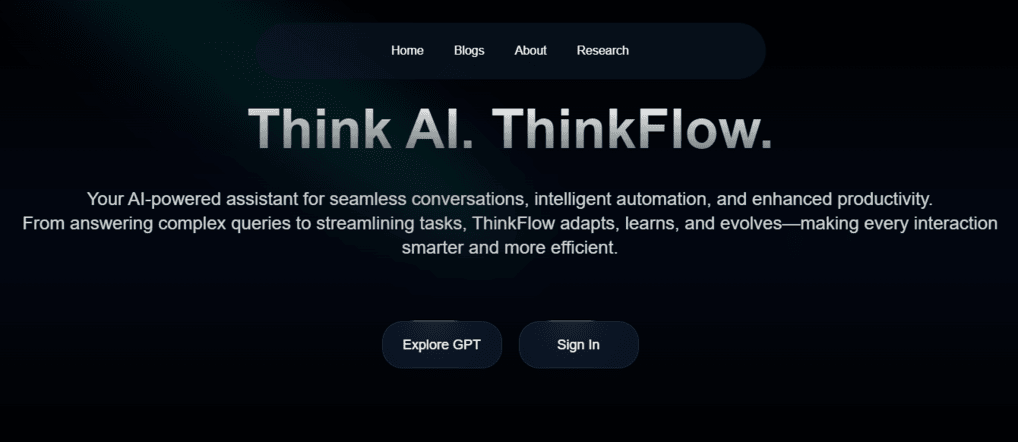 Home Blogs About Research
Think AI. ThinkFlow.
Your AI-powered assistant for seamless conversations, intelligent automation, and enhanced productivity.
From answering complex queries to streamlining tasks, ThinkFlow adapts, learns, and evolves—making every interaction
smarter and more efficient.
Explore GPT Sign In